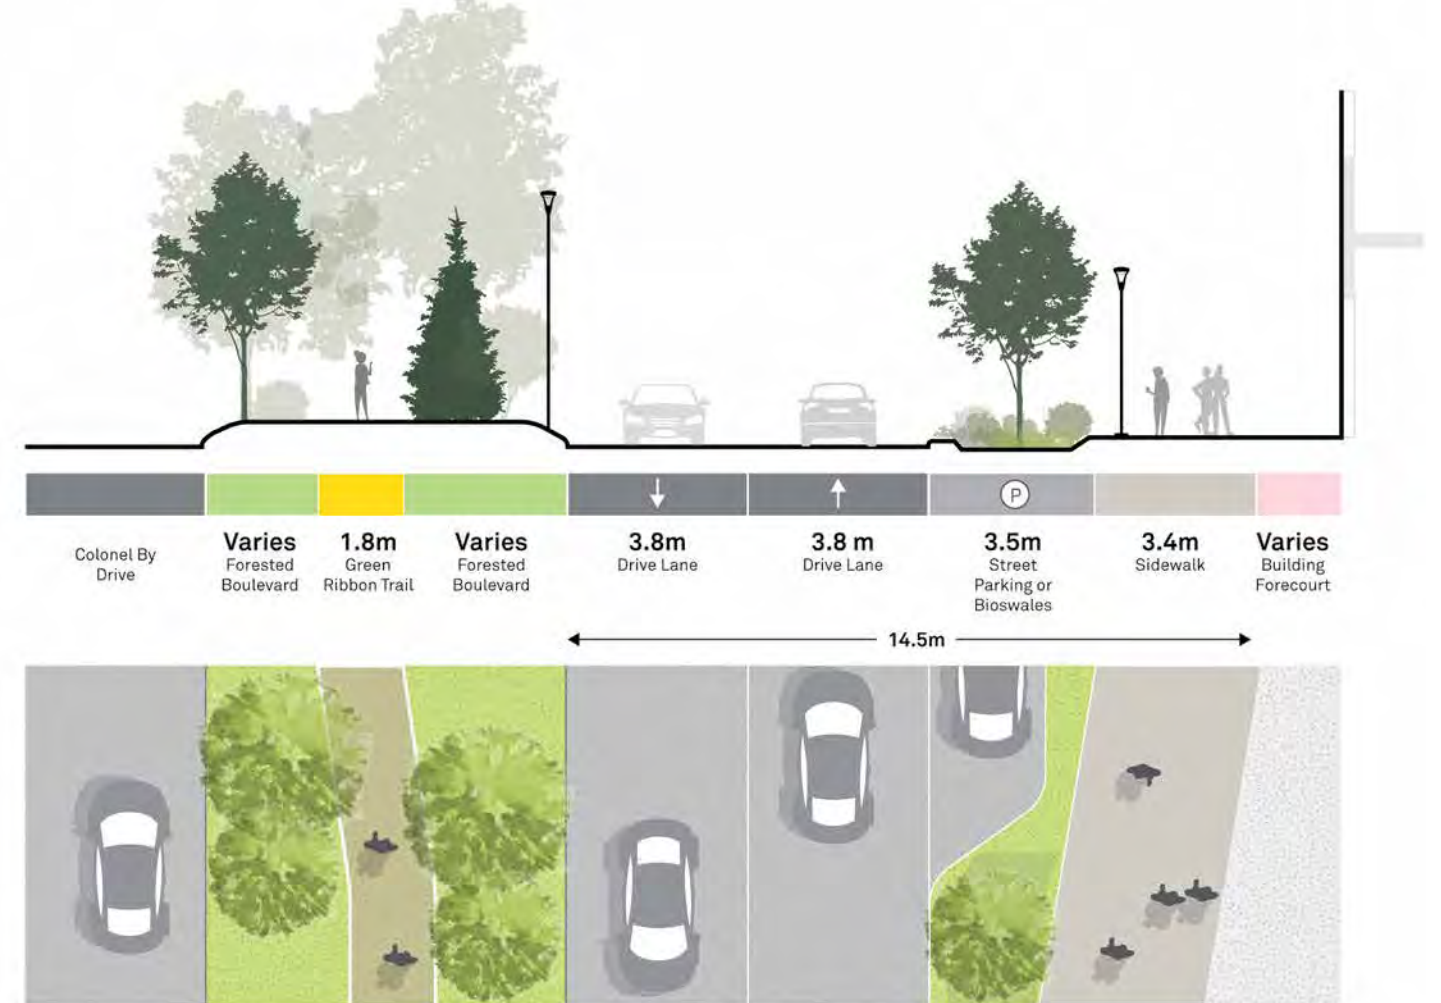 P
Colonel By
Drive
Varies
Forested
Boulevard
1.8m
Green
Ribbon Trail
Varies
Forested
Boulevard
3.8m
Drive Lane
3.8 m
Drive Lane
3.5m
Street
Parking or
Bioswales
3.4m
Sidewalk
Varies
Building
Forecourt
14.5m